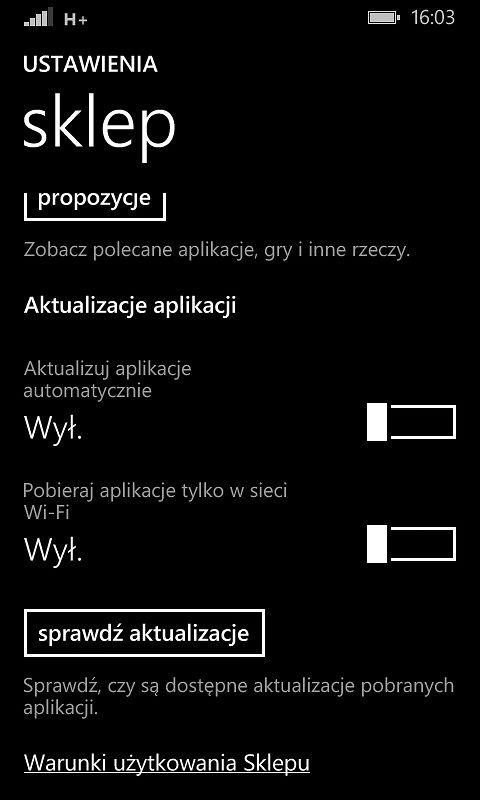 H+ 16:03
USTAWIENIA
sklep
propozycje
Zobacz polecane aplikacje, gry i inne rzeczy.
Aktualizacje aplikacji
Aktualizuj aplikacje
automatycznie
Wył.
Pobieraj aplikacje tylko w sieci
Wi-Fi
Wył.
sprawdź aktualizacje
Sprawdź, czy są dostępne aktualizacje pobranych
aplikacji.
Warunki użytkowania Sklepu